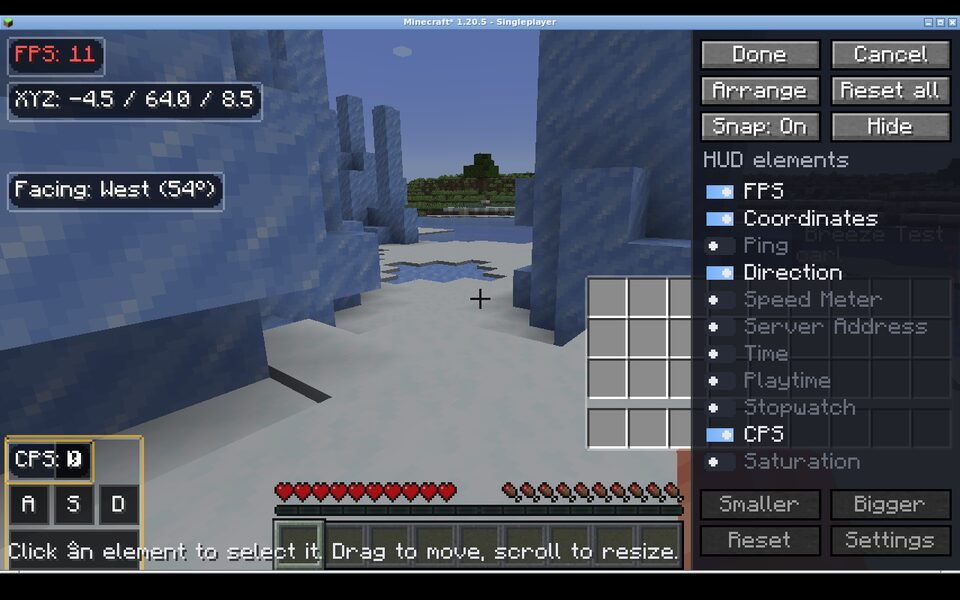 Minecraft* 1.20.5 - Singleplayer
FPS: 11
XYZ: -4.5 / 64.0 / 8.5
Facing: West (54°)
Done
Cancel
Arrange
Reset all
Snap: On
Hide
HUD elements
FPS
Coordinates
Ping
Breeze Test
Direction
Speed Meter
Server Address
Time
Playtime
Stopwatch
CPS
Saturation
CPS:
A S D
Smaller
Bigger
Reset
Settings
Click an element to select it. Drag to move, scroll to resize.